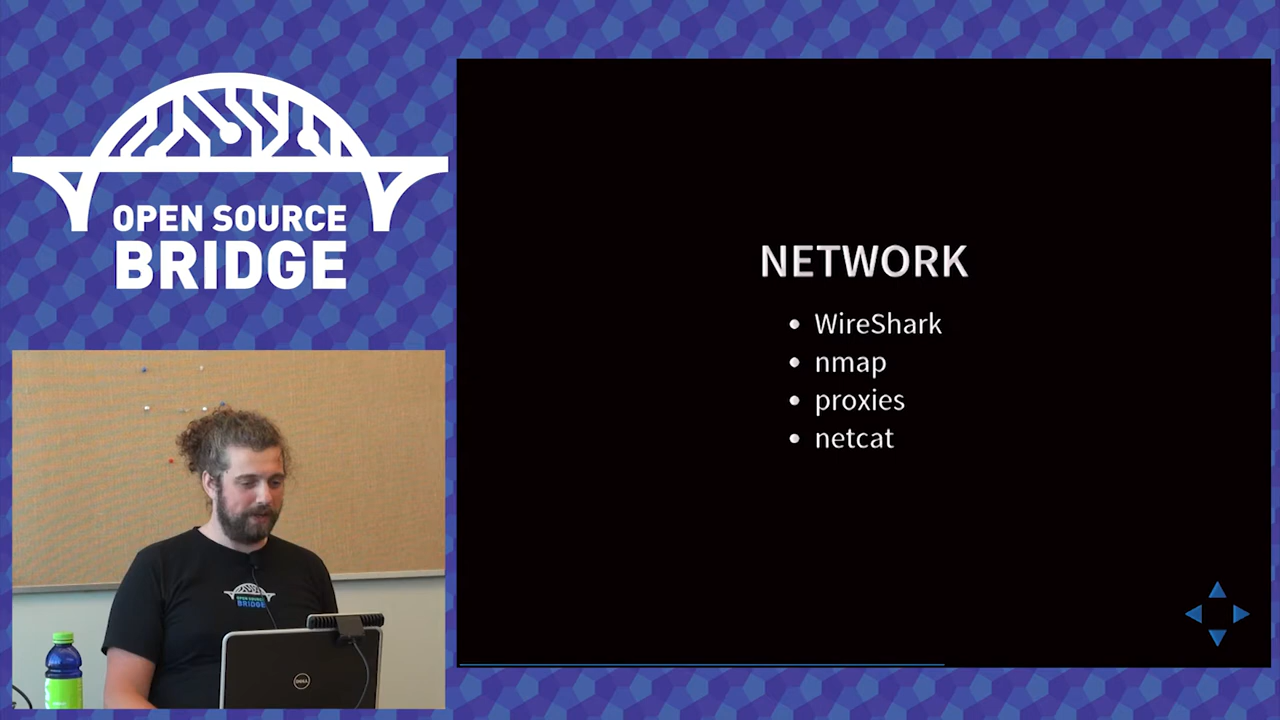 OPEN SOURCE
BRIDGE
NETWORK
WireShark
nmap
proxies
netcat
OPEN SOURCE
BRIDGE
DELL